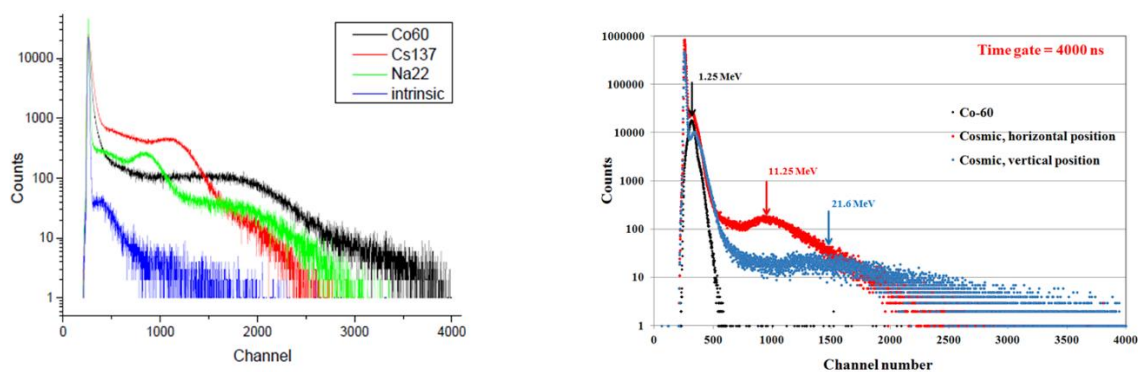 Co60
Cs137
Na22
intrinsic
10000
1000
100
10
1
Counts
0
1000
2000
3000
4000
Channel
Time gate = 4000 ns
1.25 MeV
Co-60
Cosmic, horizontal position
Cosmic, vertical position
11.25 MeV
21.6 MeV
1000000
100000
10000
1000
100
10
1
Counts
0
500
1000
1500
2000
2500
3000
3500
4000
Channel number